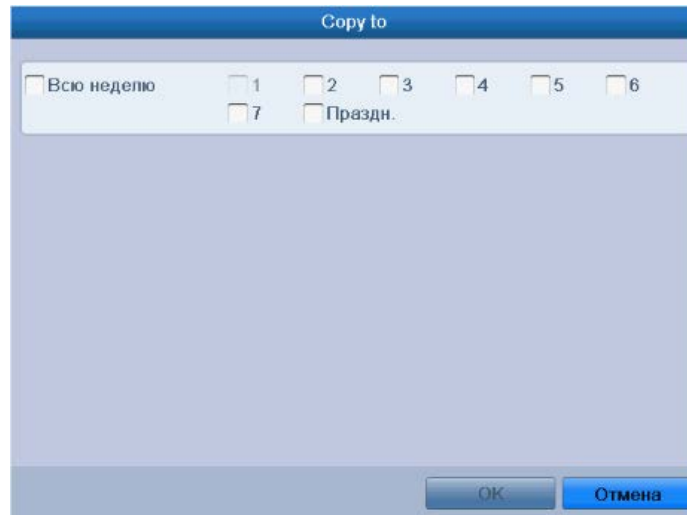 Copy to
Всю неделю 1 2 3 4 5 6
7 Праздн.
OK Отмена